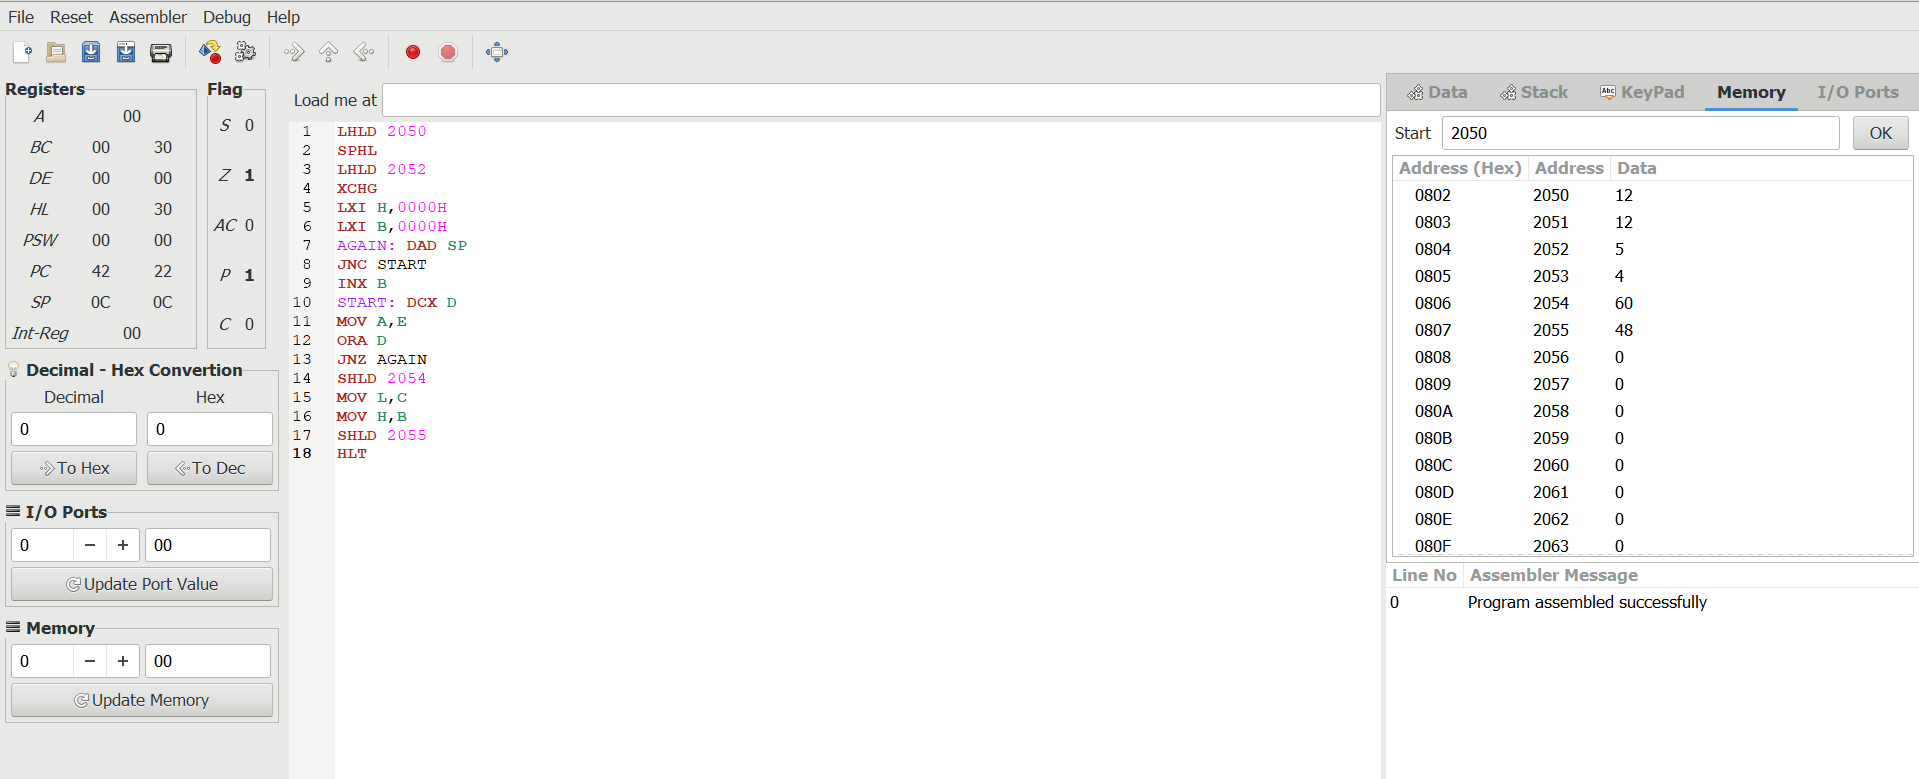 File Reset Assembler Debug Help
Registers
A 00
BC 00 30
DE 00 00
HL 00 30
PSW 00 00
PC 42 22
SP 0C 0C
Int-Reg 00
Flag
S 0
Z 1
AC 0
P 1
C 0
Decimal - Hex Convertion
Decimal Hex
0 0
To Hex To Dec
I/O Ports
0 − + 00
Update Port Value
Memory
0 − + 00
Update Memory
Load me at
1 LHLD 2050
2 SPHL
3 LHLD 2052
4 XCHG
5 LXI H,0000H
6 LXI B,0000H
7 AGAIN: DAD SP
8 JNC START
9 INX B
10 START: DCX D
11 MOV A,E
12 ORA D
13 JNZ AGAIN
14 SHLD 2054
15 MOV L,C
16 MOV H,B
17 SHLD 2055
18 HLT
Data Stack Abc KeyPad Memory I/O Ports
Start 2050 OK
Address (Hex) Address Data
0802 2050 12
0803 2051 12
0804 2052 5
0805 2053 4
0806 2054 60
0807 2055 48
0808 2056 0
0809 2057 0
080A 2058 0
080B 2059 0
080C 2060 0
080D 2061 0
080E 2062 0
080F 2063 0
Line No Assembler Message
0 Program assembled successfully